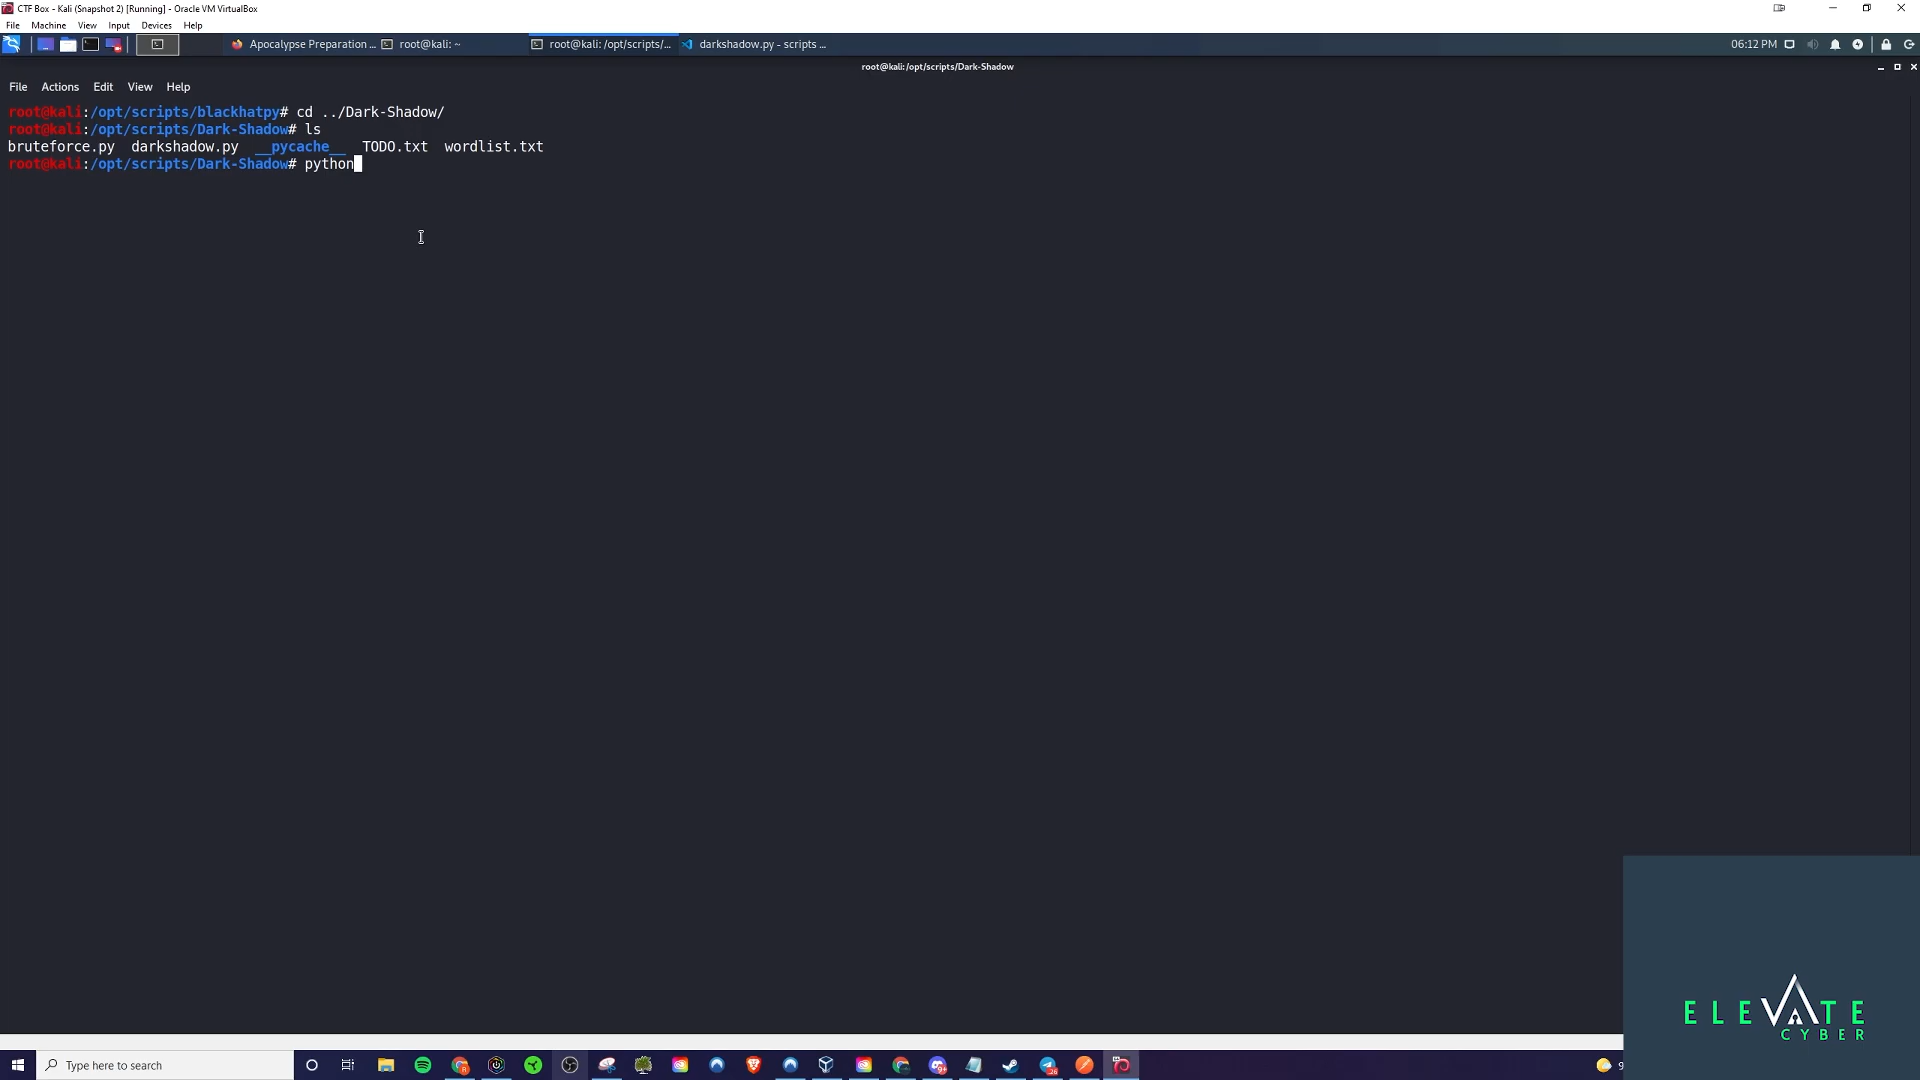 CTF Box - Kali (Snapshot 2) [Running] - Oracle VM VirtualBox
File Machine View Input Devices Help
Apocalypse Preparation ... root@kali: ~ root@kali: /opt/scripts/... darkshadow.py - scripts ... 06:12 PM
root@kali:/opt/scripts/Dark-Shadow
File Actions Edit View Help
root@kali:/opt/scripts/blackhatpy# cd ../Dark-Shadow/
root@kali:/opt/scripts/Dark-Shadow# ls
bruteforce.py darkshadow.py __pycache__ TODO.txt wordlist.txt
root@kali:/opt/scripts/Dark-Shadow# python
ELEVATE
CYBER
Type here to search